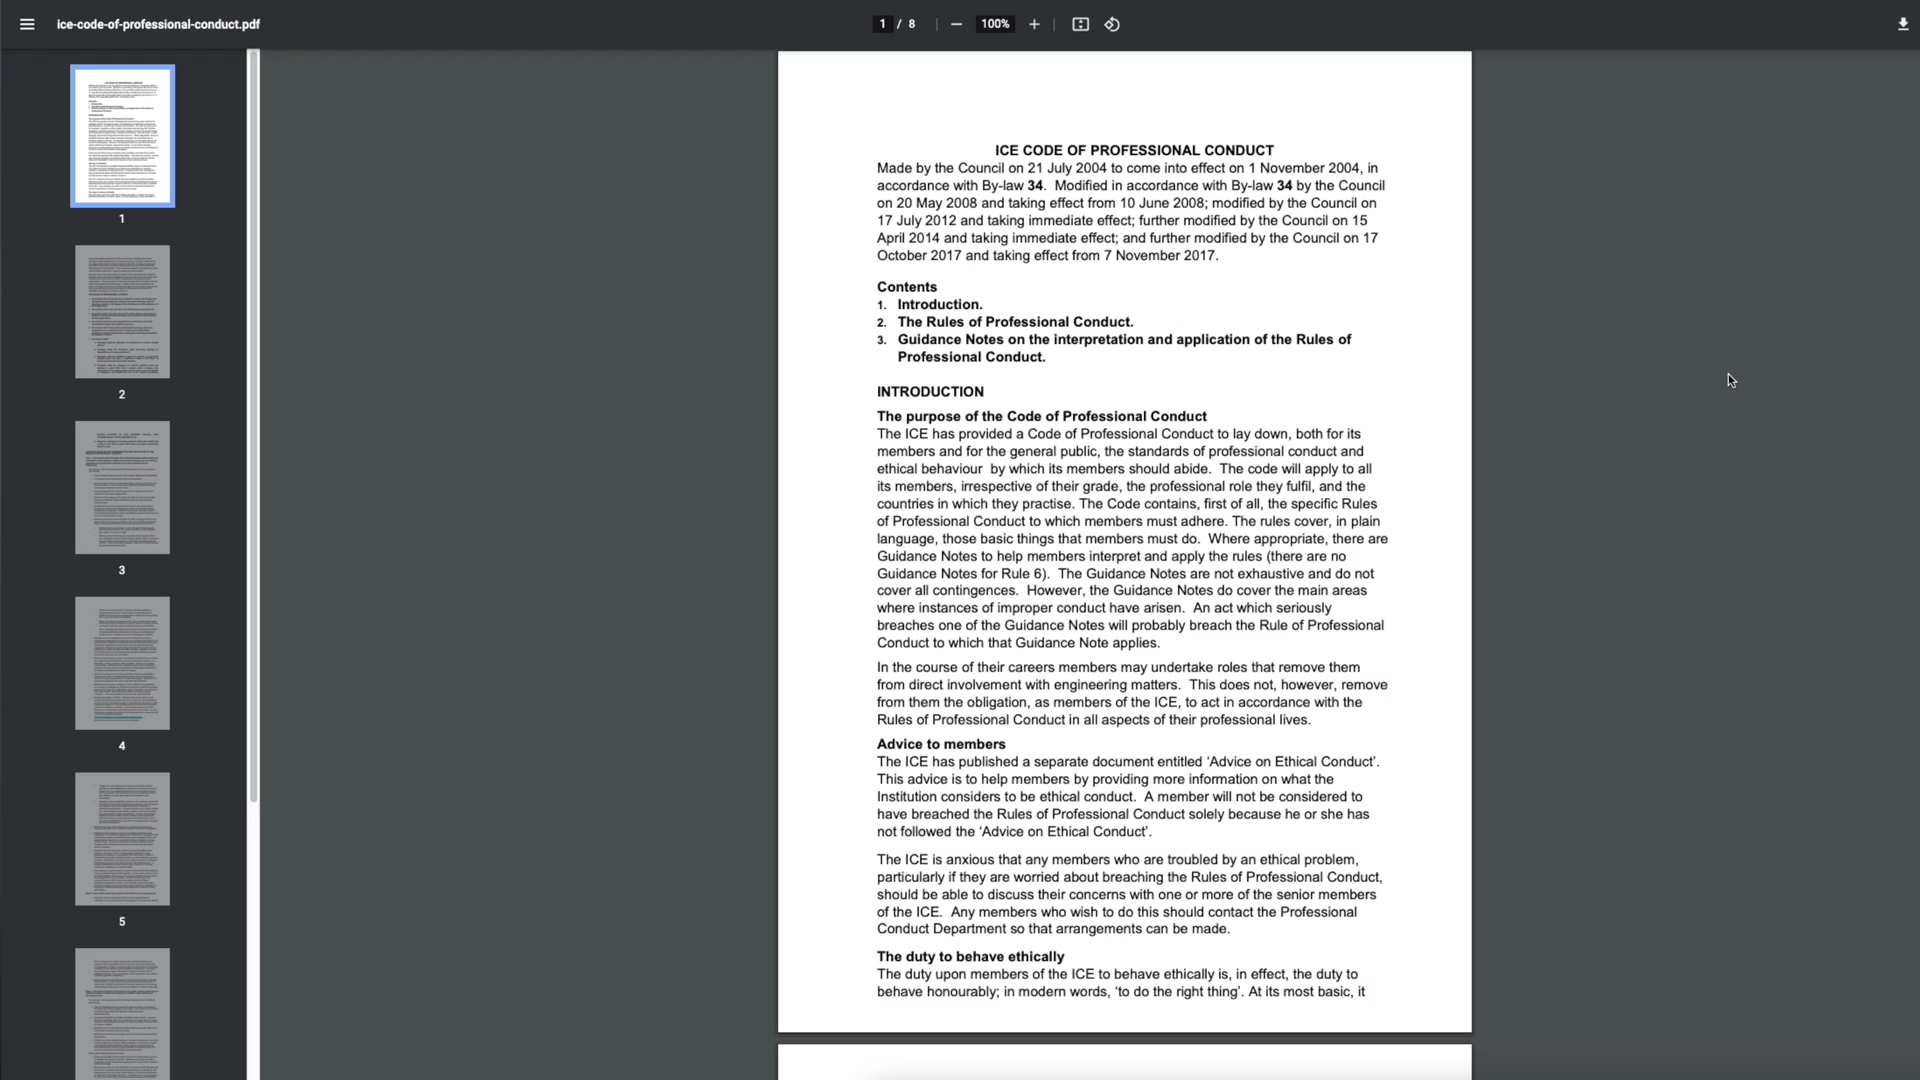 ice-code-of-professional-conduct.pdf
1 / 8
100%
1
2
3
4
5
ICE CODE OF PROFESSIONAL CONDUCT
Made by the Council on 21 July 2004 to come into effect on 1 November 2004, in
accordance with By-law 34.  Modified in accordance with By-law 34 by the Council
on 20 May 2008 and taking effect from 10 June 2008; modified by the Council on
17 July 2012 and taking immediate effect; further modified by the Council on 15
April 2014 and taking immediate effect; and further modified by the Council on 17
October 2017 and taking effect from 7 November 2017.
Contents
1. Introduction.
2. The Rules of Professional Conduct.
3. Guidance Notes on the interpretation and application of the Rules of
Professional Conduct.
INTRODUCTION
The purpose of the Code of Professional Conduct
The ICE has provided a Code of Professional Conduct to lay down, both for its
members and for the general public, the standards of professional conduct and
ethical behaviour  by which its members should abide.  The code will apply to all
its members, irrespective of their grade, the professional role they fulfil, and the
countries in which they practise. The Code contains, first of all, the specific Rules
of Professional Conduct to which members must adhere. The rules cover, in plain
language, those basic things that members must do.  Where appropriate, there are
Guidance Notes to help members interpret and apply the rules (there are no
Guidance Notes for Rule 6).  The Guidance Notes are not exhaustive and do not
cover all contingences.  However, the Guidance Notes do cover the main areas
where instances of improper conduct have arisen.  An act which seriously
breaches one of the Guidance Notes will probably breach the Rule of Professional
Conduct to which that Guidance Note applies.
In the course of their careers members may undertake roles that remove them
from direct involvement with engineering matters.  This does not, however, remove
from them the obligation, as members of the ICE, to act in accordance with the
Rules of Professional Conduct in all aspects of their professional lives.
Advice to members
The ICE has published a separate document entitled ‘Advice on Ethical Conduct’.
This advice is to help members by providing more information on what the
Institution considers to be ethical conduct.  A member will not be considered to
have breached the Rules of Professional Conduct solely because he or she has
not followed the ‘Advice on Ethical Conduct’.
The ICE is anxious that any members who are troubled by an ethical problem,
particularly if they are worried about breaching the Rules of Professional Conduct,
should be able to discuss their concerns with one or more of the senior members
of the ICE.  Any members who wish to do this should contact the Professional
Conduct Department so that arrangements can be made.
The duty to behave ethically
The duty upon members of the ICE to behave ethically is, in effect, the duty to
behave honourably; in modern words, ‘to do the right thing’. At its most basic, it